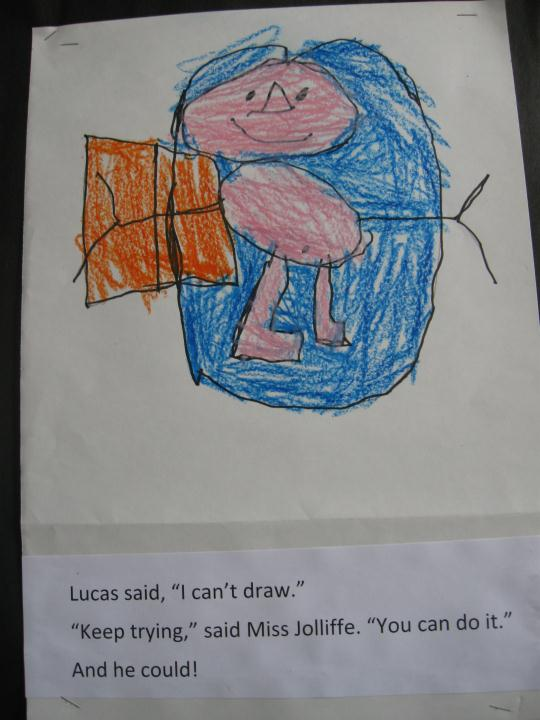 Lucas said, “I can’t draw.”
“Keep trying,” said Miss Jolliffe. “You can do it.”
And he could!